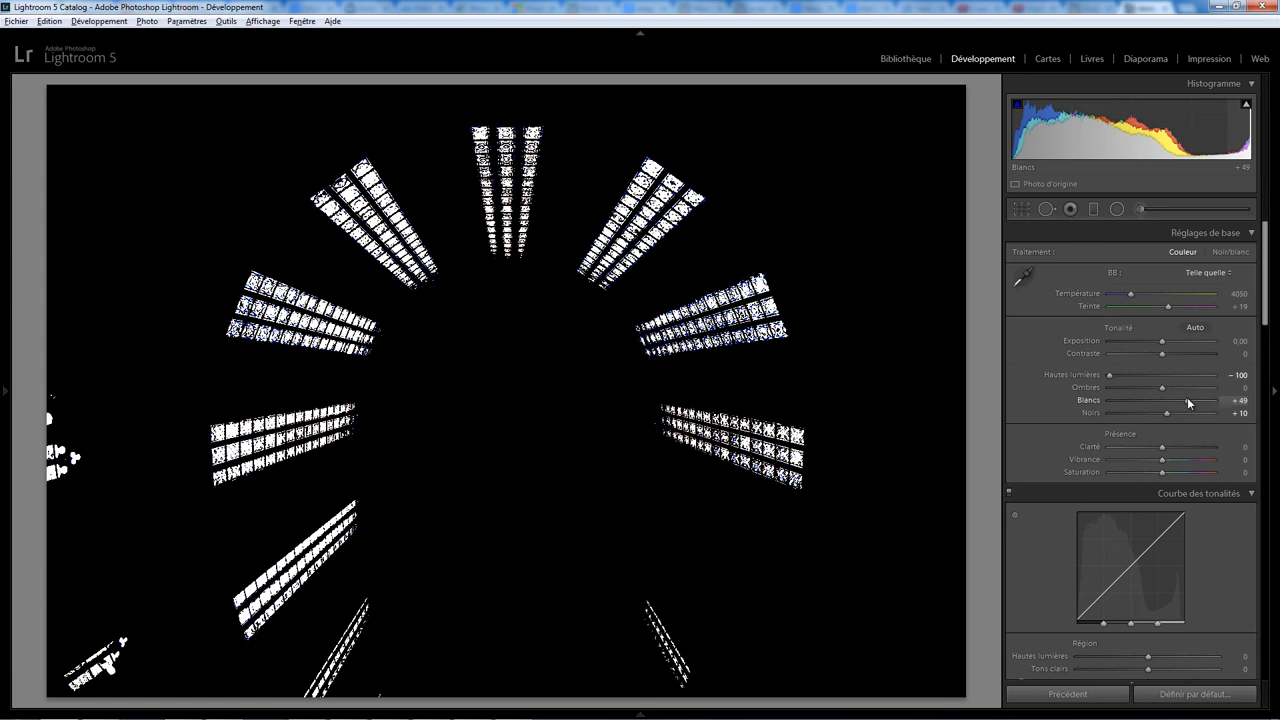 Lightroom 5 Catalog - Adobe Photoshop Lightroom - Développement
Fichier Edition Développement Photo Paramètres Outils Affichage Fenêtre Aide
Lr Adobe Photoshop
Lightroom 5
Bibliothèque | Développement | Cartes | Livres | Diaporama | Impression | Web
Histogramme
Blancs + 49
Photo d'origine
Réglages de base
Traitement : Couleur Noir/blanc
BB : Telle quelle
Température 4050
Teinte + 19
Tonalité Auto
Exposition 0,00
Contraste 0
Hautes lumières - 100
Ombres 0
Blancs + 49
Noirs + 10
Présence
Clarté 0
Vibrance 0
Saturation 0
Courbe des tonalités
Région
Hautes lumières 0
Tons clairs 0
Précédent Définir par défaut...